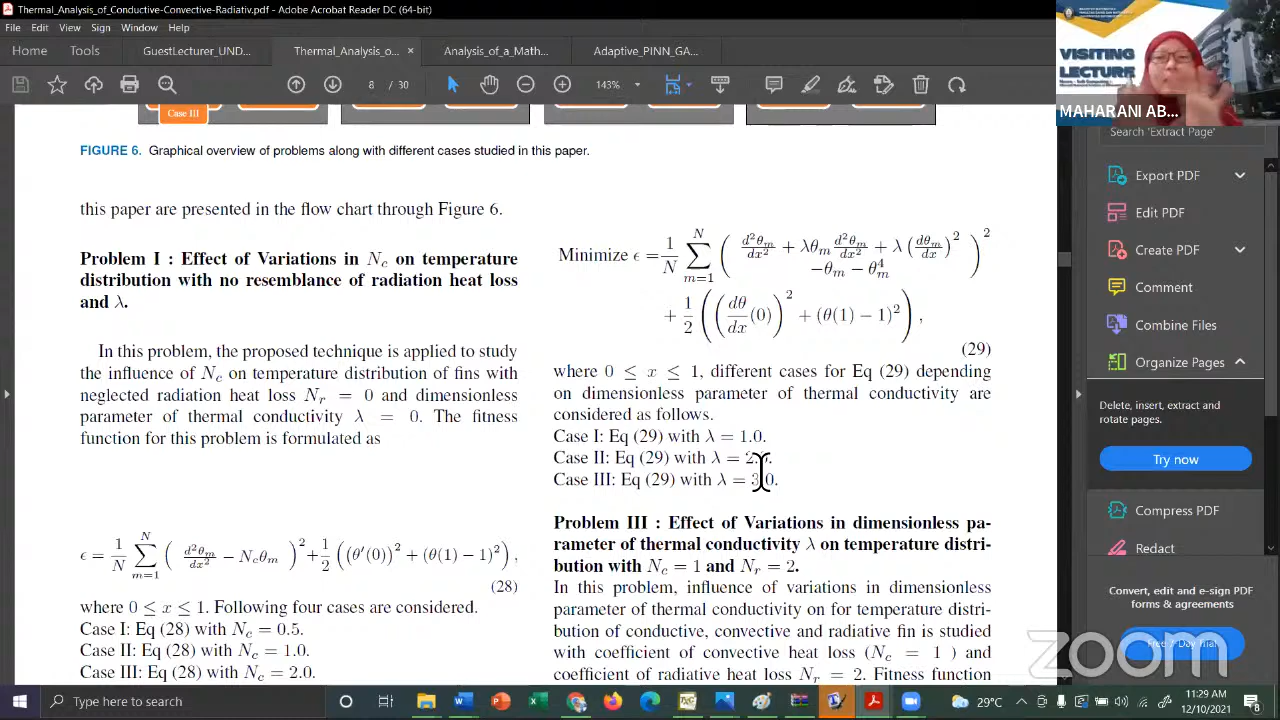 Thermal_Analysis_of_Conductive-Convective-Radiativ.pdf - Adobe Acrobat Reader DC (64-bit)
File Edit View Sign Window Help
Home Tools GuestLecturer_UND... Thermal_Analysis_o... × Analysis_of_a_Math... Adaptive_PINN_GA...
8 143%
VISITING
LECTURE
MAHARANI AB...
Case III
FIGURE 6. Graphical overview of problems along with different cases studied in this paper.
this paper are presented in the flow chart through Figure 6.
Problem I : Effect of Variations in N_c on temperature
distribution with no resemblance of radiation heat loss
and λ.
In this problem, the proposed technique is applied to study
the influence of N_c on temperature distribution of fins with
neglected radiation heat loss N_r = 0 and dimensionless
parameter of thermal conductivity λ = 0. The fitness
function for this problem is formulated as
ϵ = 1/N ∑_{m=1}^{N} ( d²θ_m/dx² − N_cθ_m )² + 1/2 ((θ′(0))² + (θ(1) − 1)²),
(28)
where 0 ≤ x ≤ 1. Following four cases are considered.
Case I: Eq (28) with N_c = 0.5.
Case II: Eq (28) with N_c = 1.0.
Case III: Eq (28) with N_c = 2.0.
Minimize ϵ = 1/N ∑_{m=1}^{N} ( d²θ_m/dx² + λθ_m d²θ_m/dx² + λ (dθ_m/dx)² −θ_m − θ_m⁴ )²
+ 1/2 ( (dθ/dx (0))² + (θ(1) − 1)² ),
(29)
where 0 ≤ x ≤ 1, different cases for Eq (29) depending
on dimensionless parameter of thermal conductivity are
considered as follows.
Case I: Eq (29) with λ = 1.0.
Case II: Eq (29) with λ = 2.
Case III: Eq (29) with λ = 3.0.
Problem III : Effect of Variations in dimensionless pa-
rameter of thermal conductivity λ on temperature distri-
bution with N_c = 1 and N_r = 2.
In this problem, influence of variations in dimensionless
parameter of thermal conductivity on for temperature distri-
bution of conductive, convective and radiative fin is studied
with coefficient of convective heat loss (N_c = 1 ) and
coefficient of radiative heat loss N_r = 2. Fitness function
Search 'Extract Page'
Export PDF
Edit PDF
Create PDF
Comment
Combine Files
Organize Pages
Delete, insert, extract and
rotate pages.
Try now
Compress PDF
Redact
Convert, edit and e-sign PDF
forms & agreements
Free 7 Day Trial
zoom
Type here to search
29°C
11:29 AM
12/10/2021
8